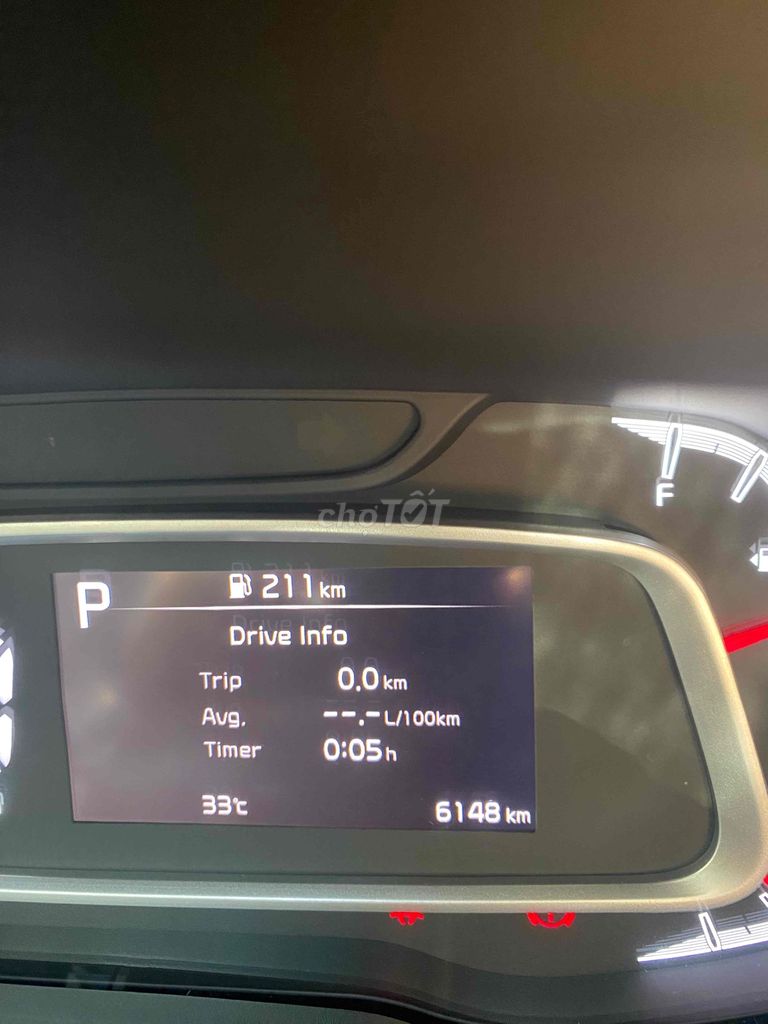 F
choTỐT
P
211 km
Drive Info
Trip 0.0 km
Avg. --.- L/100km
Timer 0:05 h
33℃ 6148 km